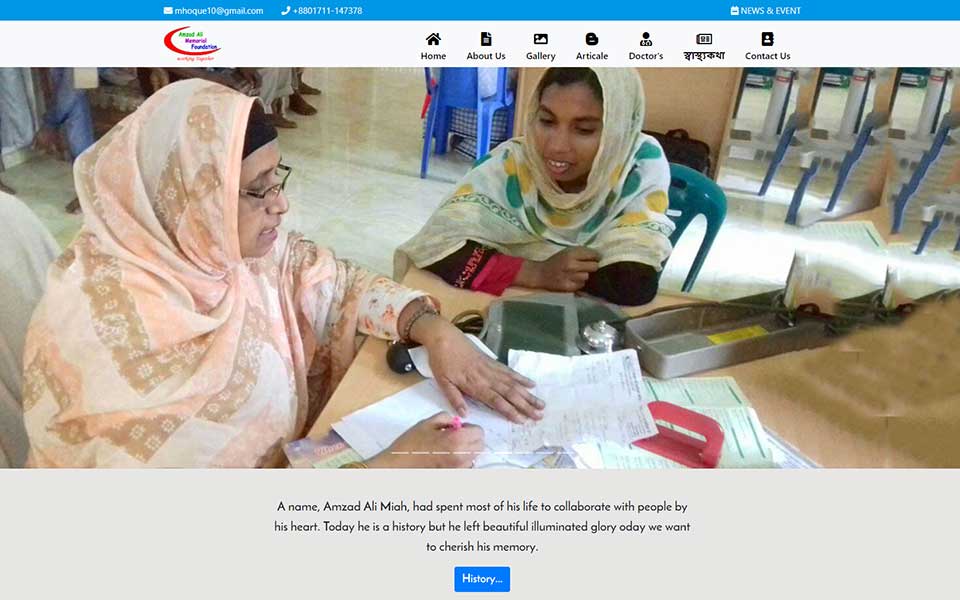 mhoque10@gmail.com +8801711-147378 NEWS & EVENT
Amzad Ali
Memorial
Foundation
working Together
Home About Us Gallery Articale Doctor's স্বাস্থ্যকথা Contact Us
A name, Amzad Ali Miah, had spent most of his life to collaborate with people by
his heart. Today he is a history but he left beautiful illuminated glory oday we want
to cherish his memory.
History...